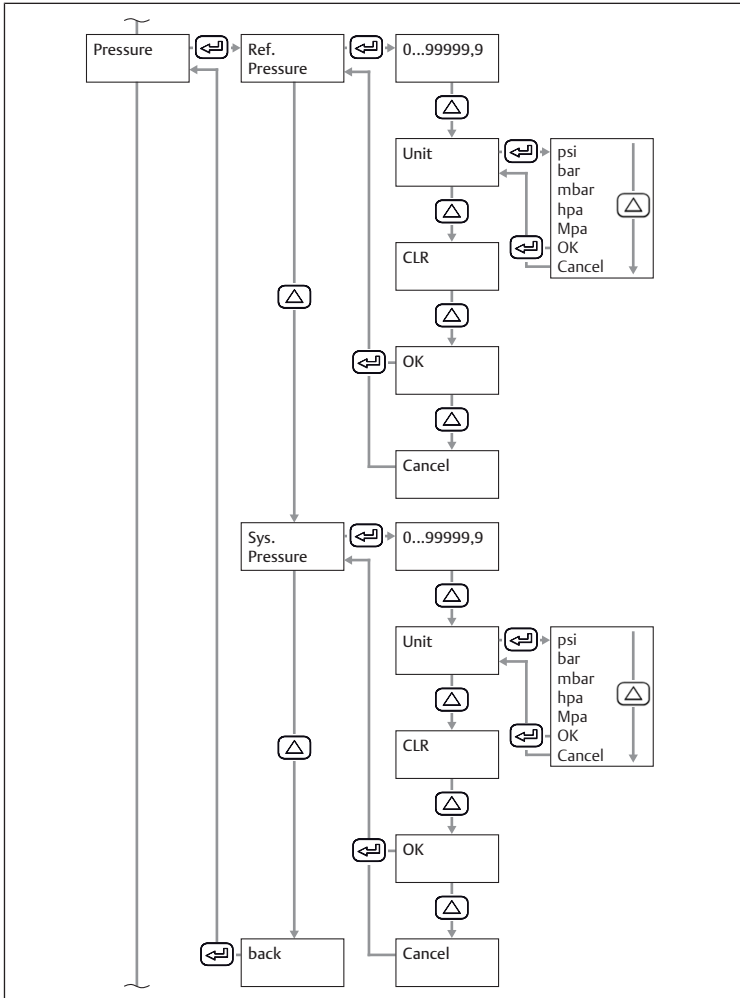 Pressure
Ref.
Pressure
0...99999,9
Unit
psi
bar
mbar
hpa
Mpa
OK
Cancel
CLR
OK
Cancel
Sys.
Pressure
0...99999,9
Unit
psi
bar
mbar
hpa
Mpa
OK
Cancel
CLR
OK
Cancel
back